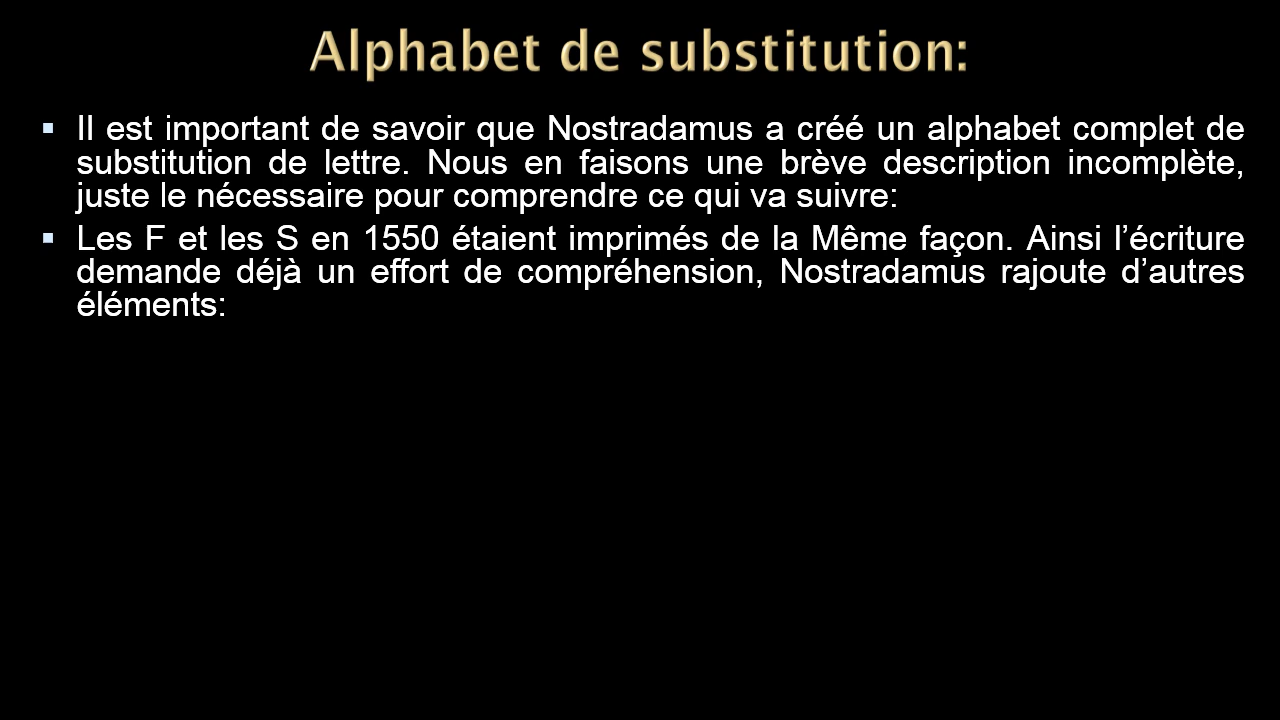 Alphabet de substitution:
▪ Il est important de savoir que Nostradamus a créé un alphabet complet de
substitution de lettre. Nous en faisons une brève description incomplète,
juste le nécessaire pour comprendre ce qui va suivre:
▪ Les F et les S en 1550 étaient imprimés de la Même façon. Ainsi l’écriture
demande déjà un effort de compréhension, Nostradamus rajoute d’autres
éléments: